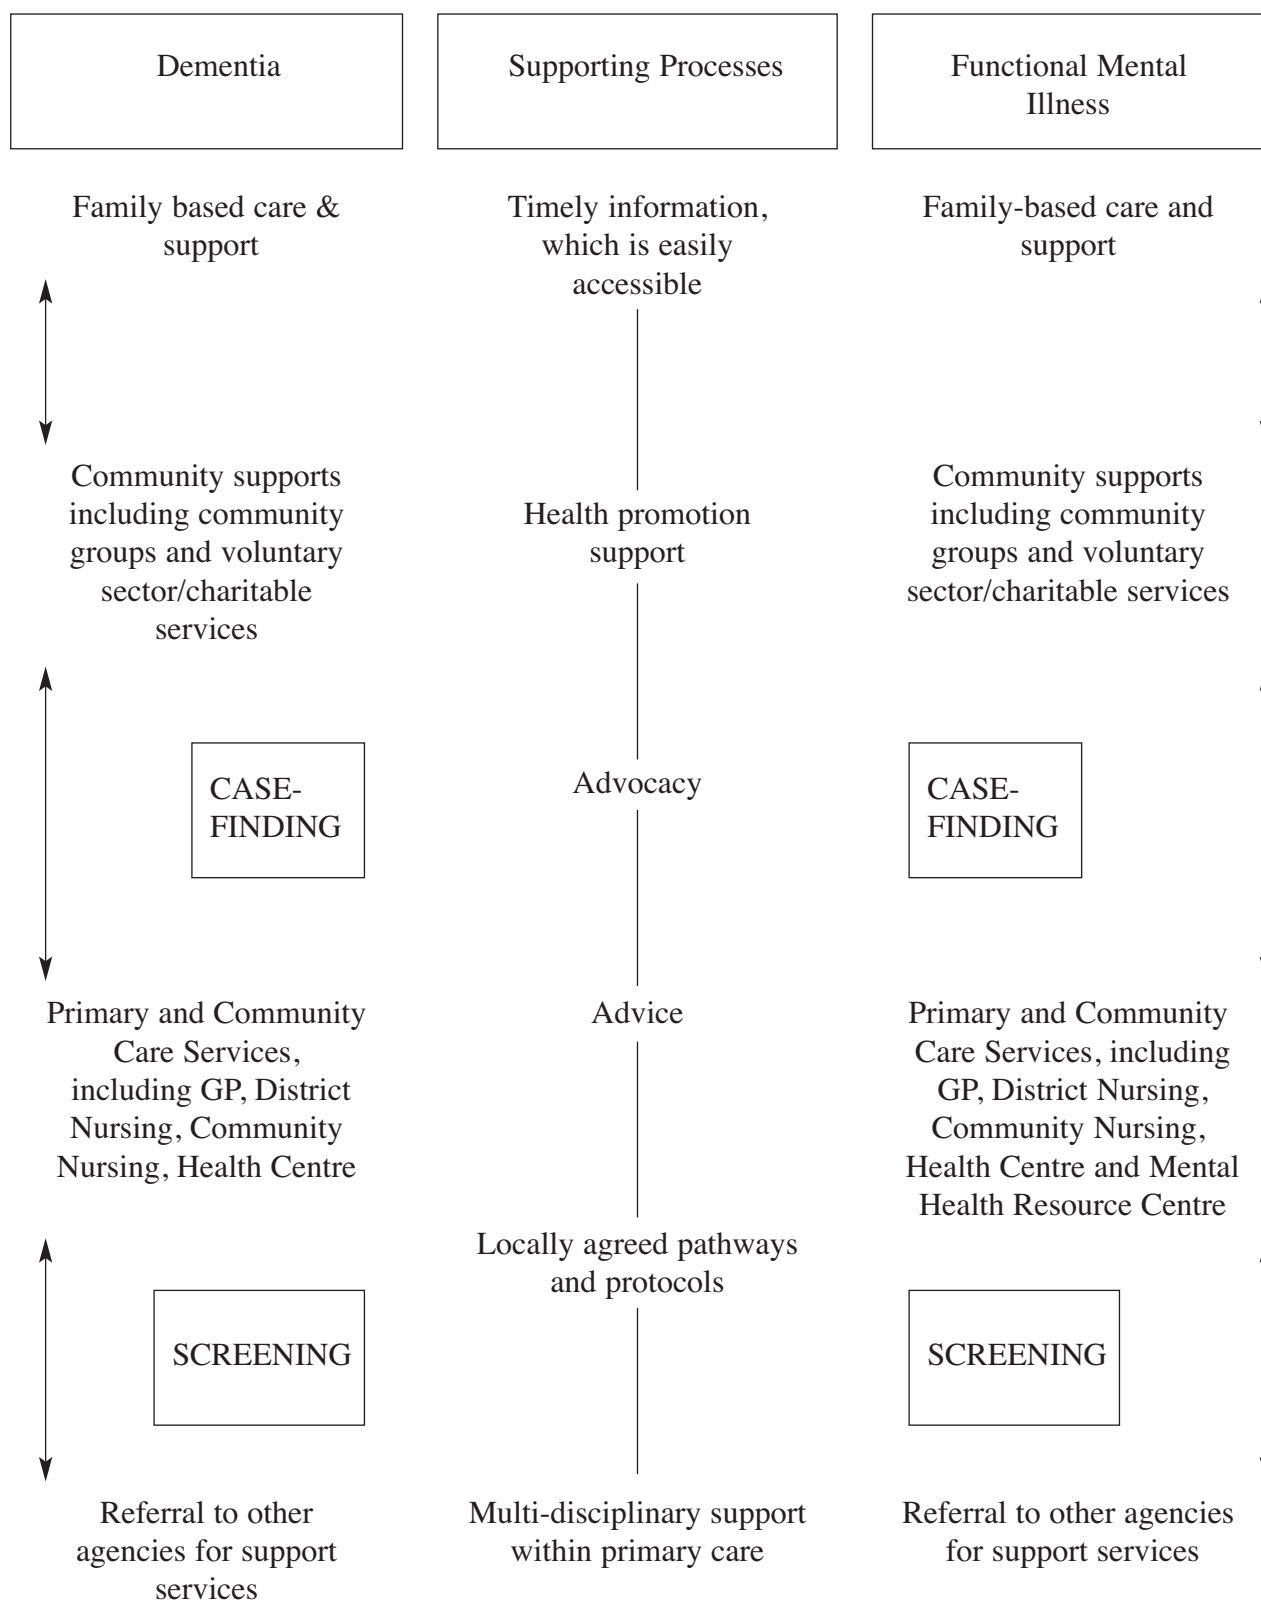 Dementia
Supporting Processes
Functional Mental
Illness
Family based care &
support
Timely information,
which is easily
accessible
Family-based care and
support
Community supports
including community
groups and voluntary
sector/charitable
services
Health promotion
support
Community supports
including community
groups and voluntary
sector/charitable services
CASE-
FINDING
Advocacy
CASE-
FINDING
Primary and Community
Care Services,
including GP, District
Nursing, Community
Nursing, Health Centre
Advice
Primary and Community
Care Services, including
GP, District Nursing,
Community Nursing,
Health Centre and Mental
Health Resource Centre
Locally agreed pathways
and protocols
SCREENING
SCREENING
Referral to other
agencies for support
services
Multi-disciplinary support
within primary care
Referral to other agencies
for support services